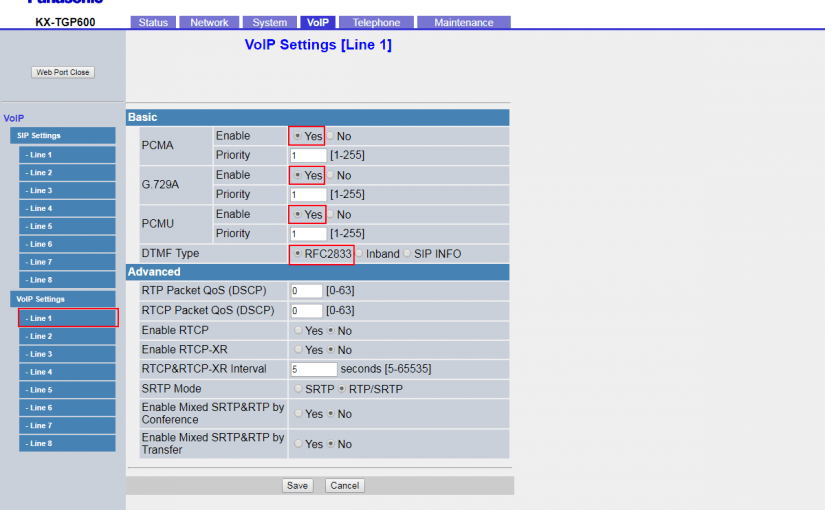 Panasonic
KX-TGP600
Status Network System VoIP Telephone Maintenance
VoIP Settings [Line 1]
Web Port Close
VoIP
SIP Settings
- Line 1
- Line 2
- Line 3
- Line 4
- Line 5
- Line 6
- Line 7
- Line 8
VoIP Settings
- Line 1
- Line 2
- Line 3
- Line 4
- Line 5
- Line 6
- Line 7
- Line 8
Basic
PCMA
Enable Yes No
Priority 1 [1-255]
G.729A
Enable Yes No
Priority 1 [1-255]
PCMU
Enable Yes No
Priority 1 [1-255]
DTMF Type RFC2833 Inband SIP INFO
Advanced
RTP Packet QoS (DSCP) 0 [0-63]
RTCP Packet QoS (DSCP) 0 [0-63]
Enable RTCP Yes No
Enable RTCP-XR Yes No
RTCP&RTCP-XR Interval 5 seconds [5-65535]
SRTP Mode SRTP RTP/SRTP
Enable Mixed SRTP&RTP by
Conference Yes No
Enable Mixed SRTP&RTP by
Transfer Yes No
Save Cancel